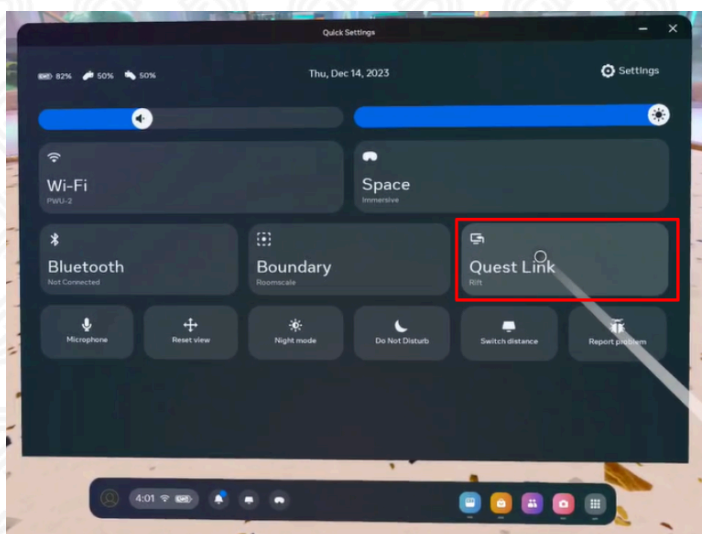 Quick Settings
82% 50% 50%
Thu, Dec 14, 2023
Settings
Wi-Fi
PWU-2
Space
Immersive
Bluetooth
Not Connected
Boundary
Roomscale
Quest Link
Rift
Microphone
Reset view
Night mode
Do Not Disturb
Switch distance
Report problem
4:01